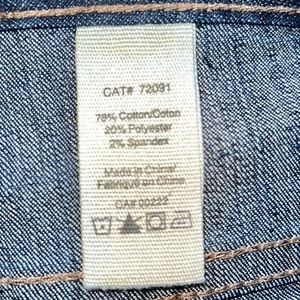 CAT# 72091
78% Cotton/Coton
20% Polyester
2% Spandex
Made in China/
Fabriqué en Chine
CA# 00222